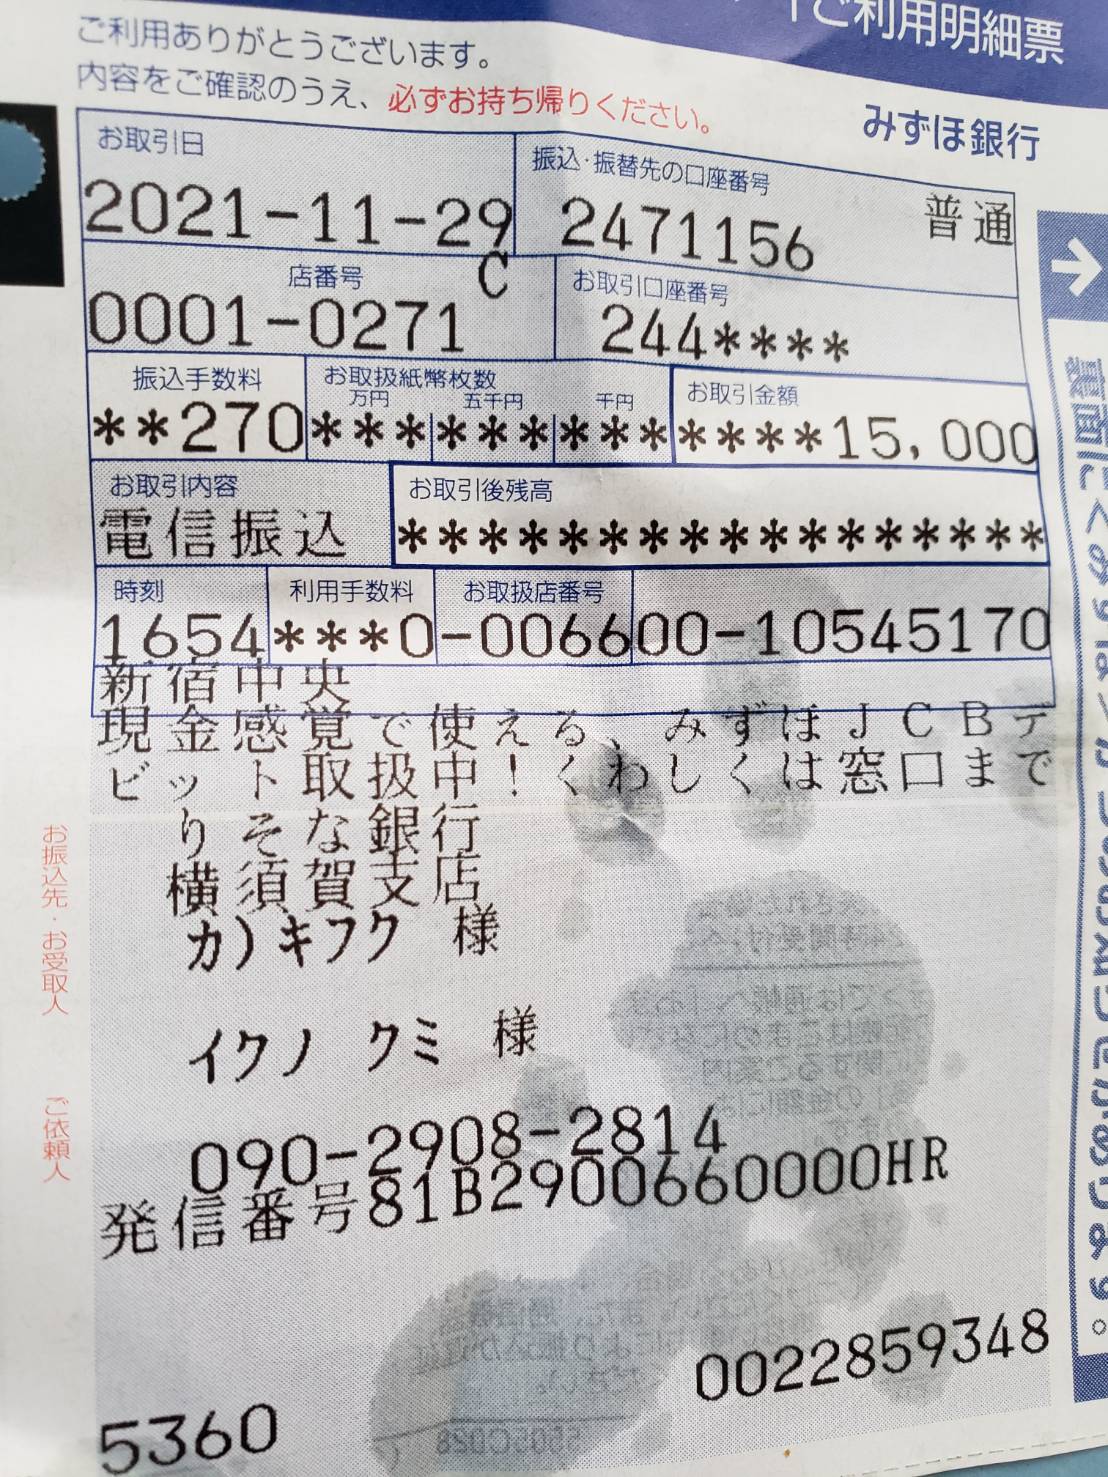 ご利用明細票
ご利用ありがとうございます。
内容をご確認のうえ、必ずお持ち帰りください。
みずほ銀行
お取引日 振込・振替先の口座番号
2021-11-29 2471156 普通
店番号 C お取引口座番号
0001-0271 244****
振込手数料 お取扱紙幣枚数 お取引金額
万円 五千円 千円
**270 *** *** *** ****15,000
お取引内容 お取引後残高
電信振込 ****************
時刻 利用手数料 お取扱店番号
1654 ***0 -006600-10545170
新宿中央
現金感覚で使える、みずほJCBデ
ビット取扱中!くわしくは窓口まで
りそな銀行
横須賀支店
カ)キフク 様
イクノ クミ 様
090-2908-2814
発信番号81B2900660000HR
0022859348
5360
お振込先・お受取人
ご依頼人